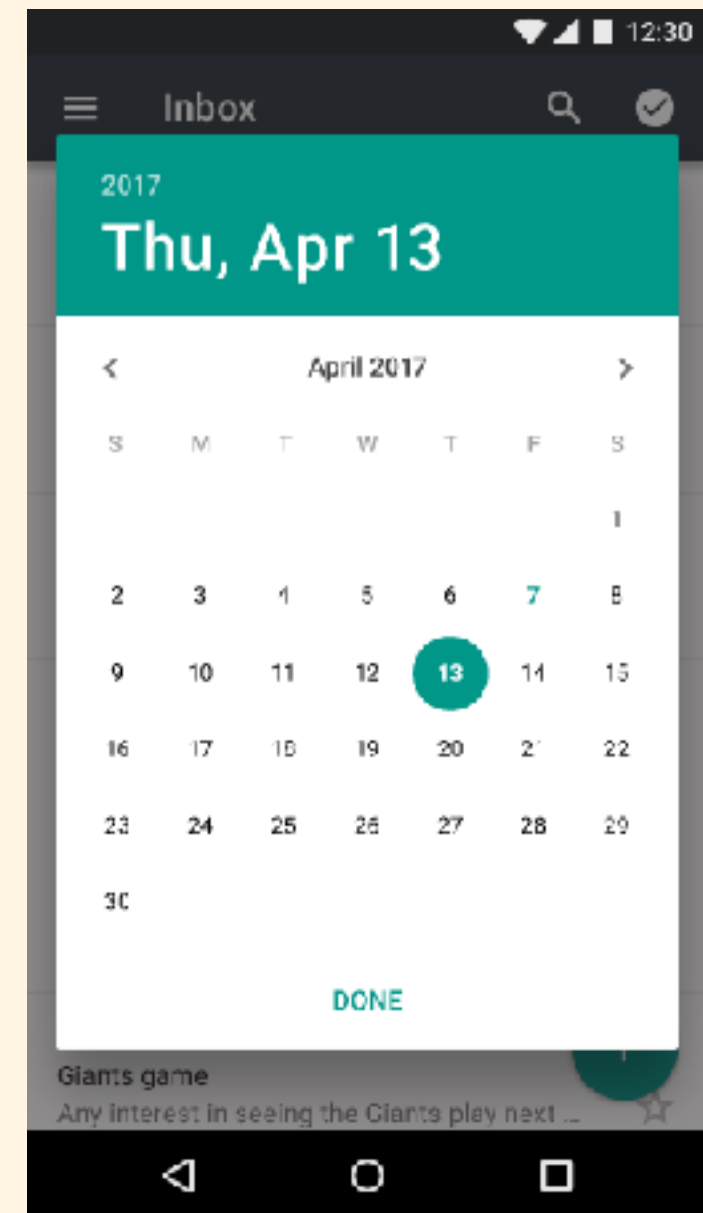 12:30
Inbox
2017
Thu, Apr 13
April 2017
S M T W T F S
1
2 3 4 5 6 7 8
9 10 11 12 13 14 15
16 17 18 19 20 21 22
23 24 25 26 27 28 29
30
DONE
Giants game
Any interest in seeing the Giants play next ...